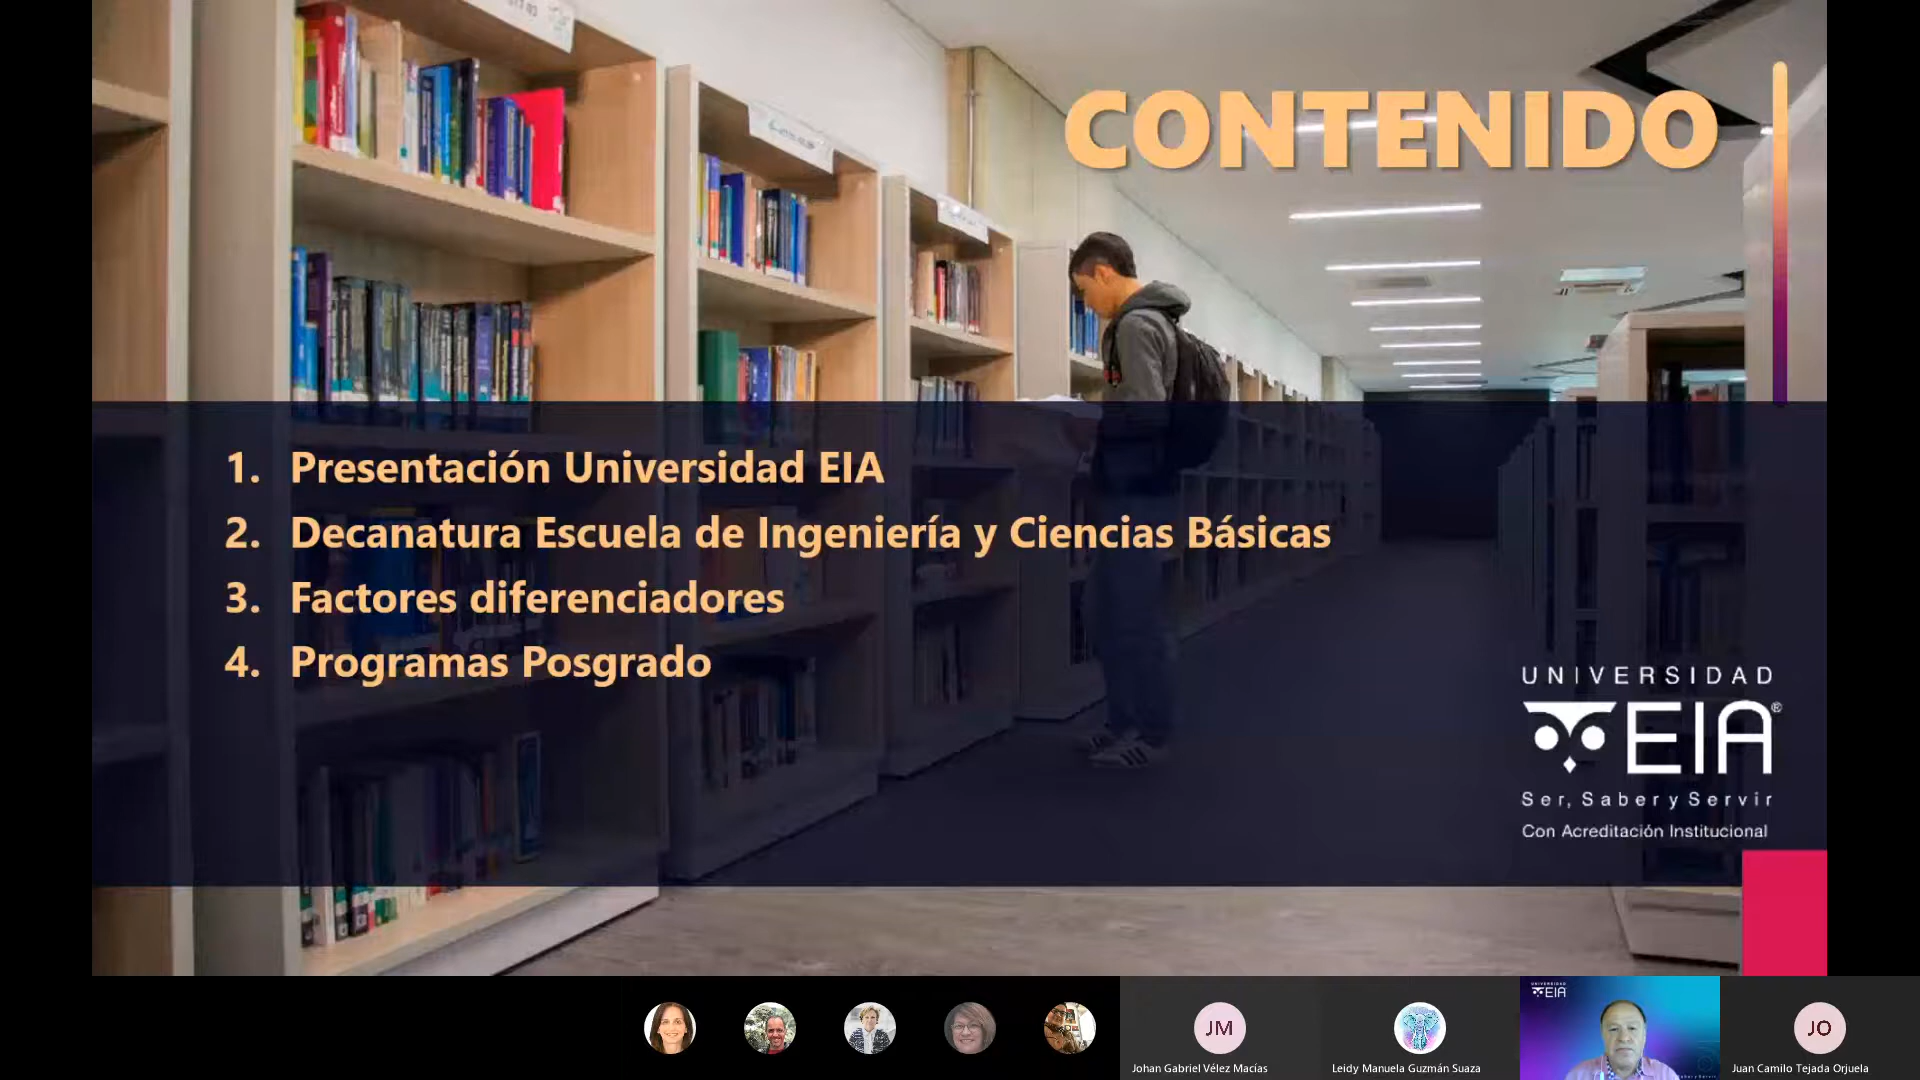 CONTENIDO
1. Presentación Universidad EIA
2. Decanatura Escuela de Ingeniería y Ciencias Básicas
3. Factores diferenciadores
4. Programas Posgrado
UNIVERSIDAD
EIA®
Ser, Saber y Servir
Con Acreditación Institucional
EIA
JM
JO
Johan Gabriel Vélez Macías
Leidy Manuela Guzmán Suaza
Juan Camilo Tejada Orjuela